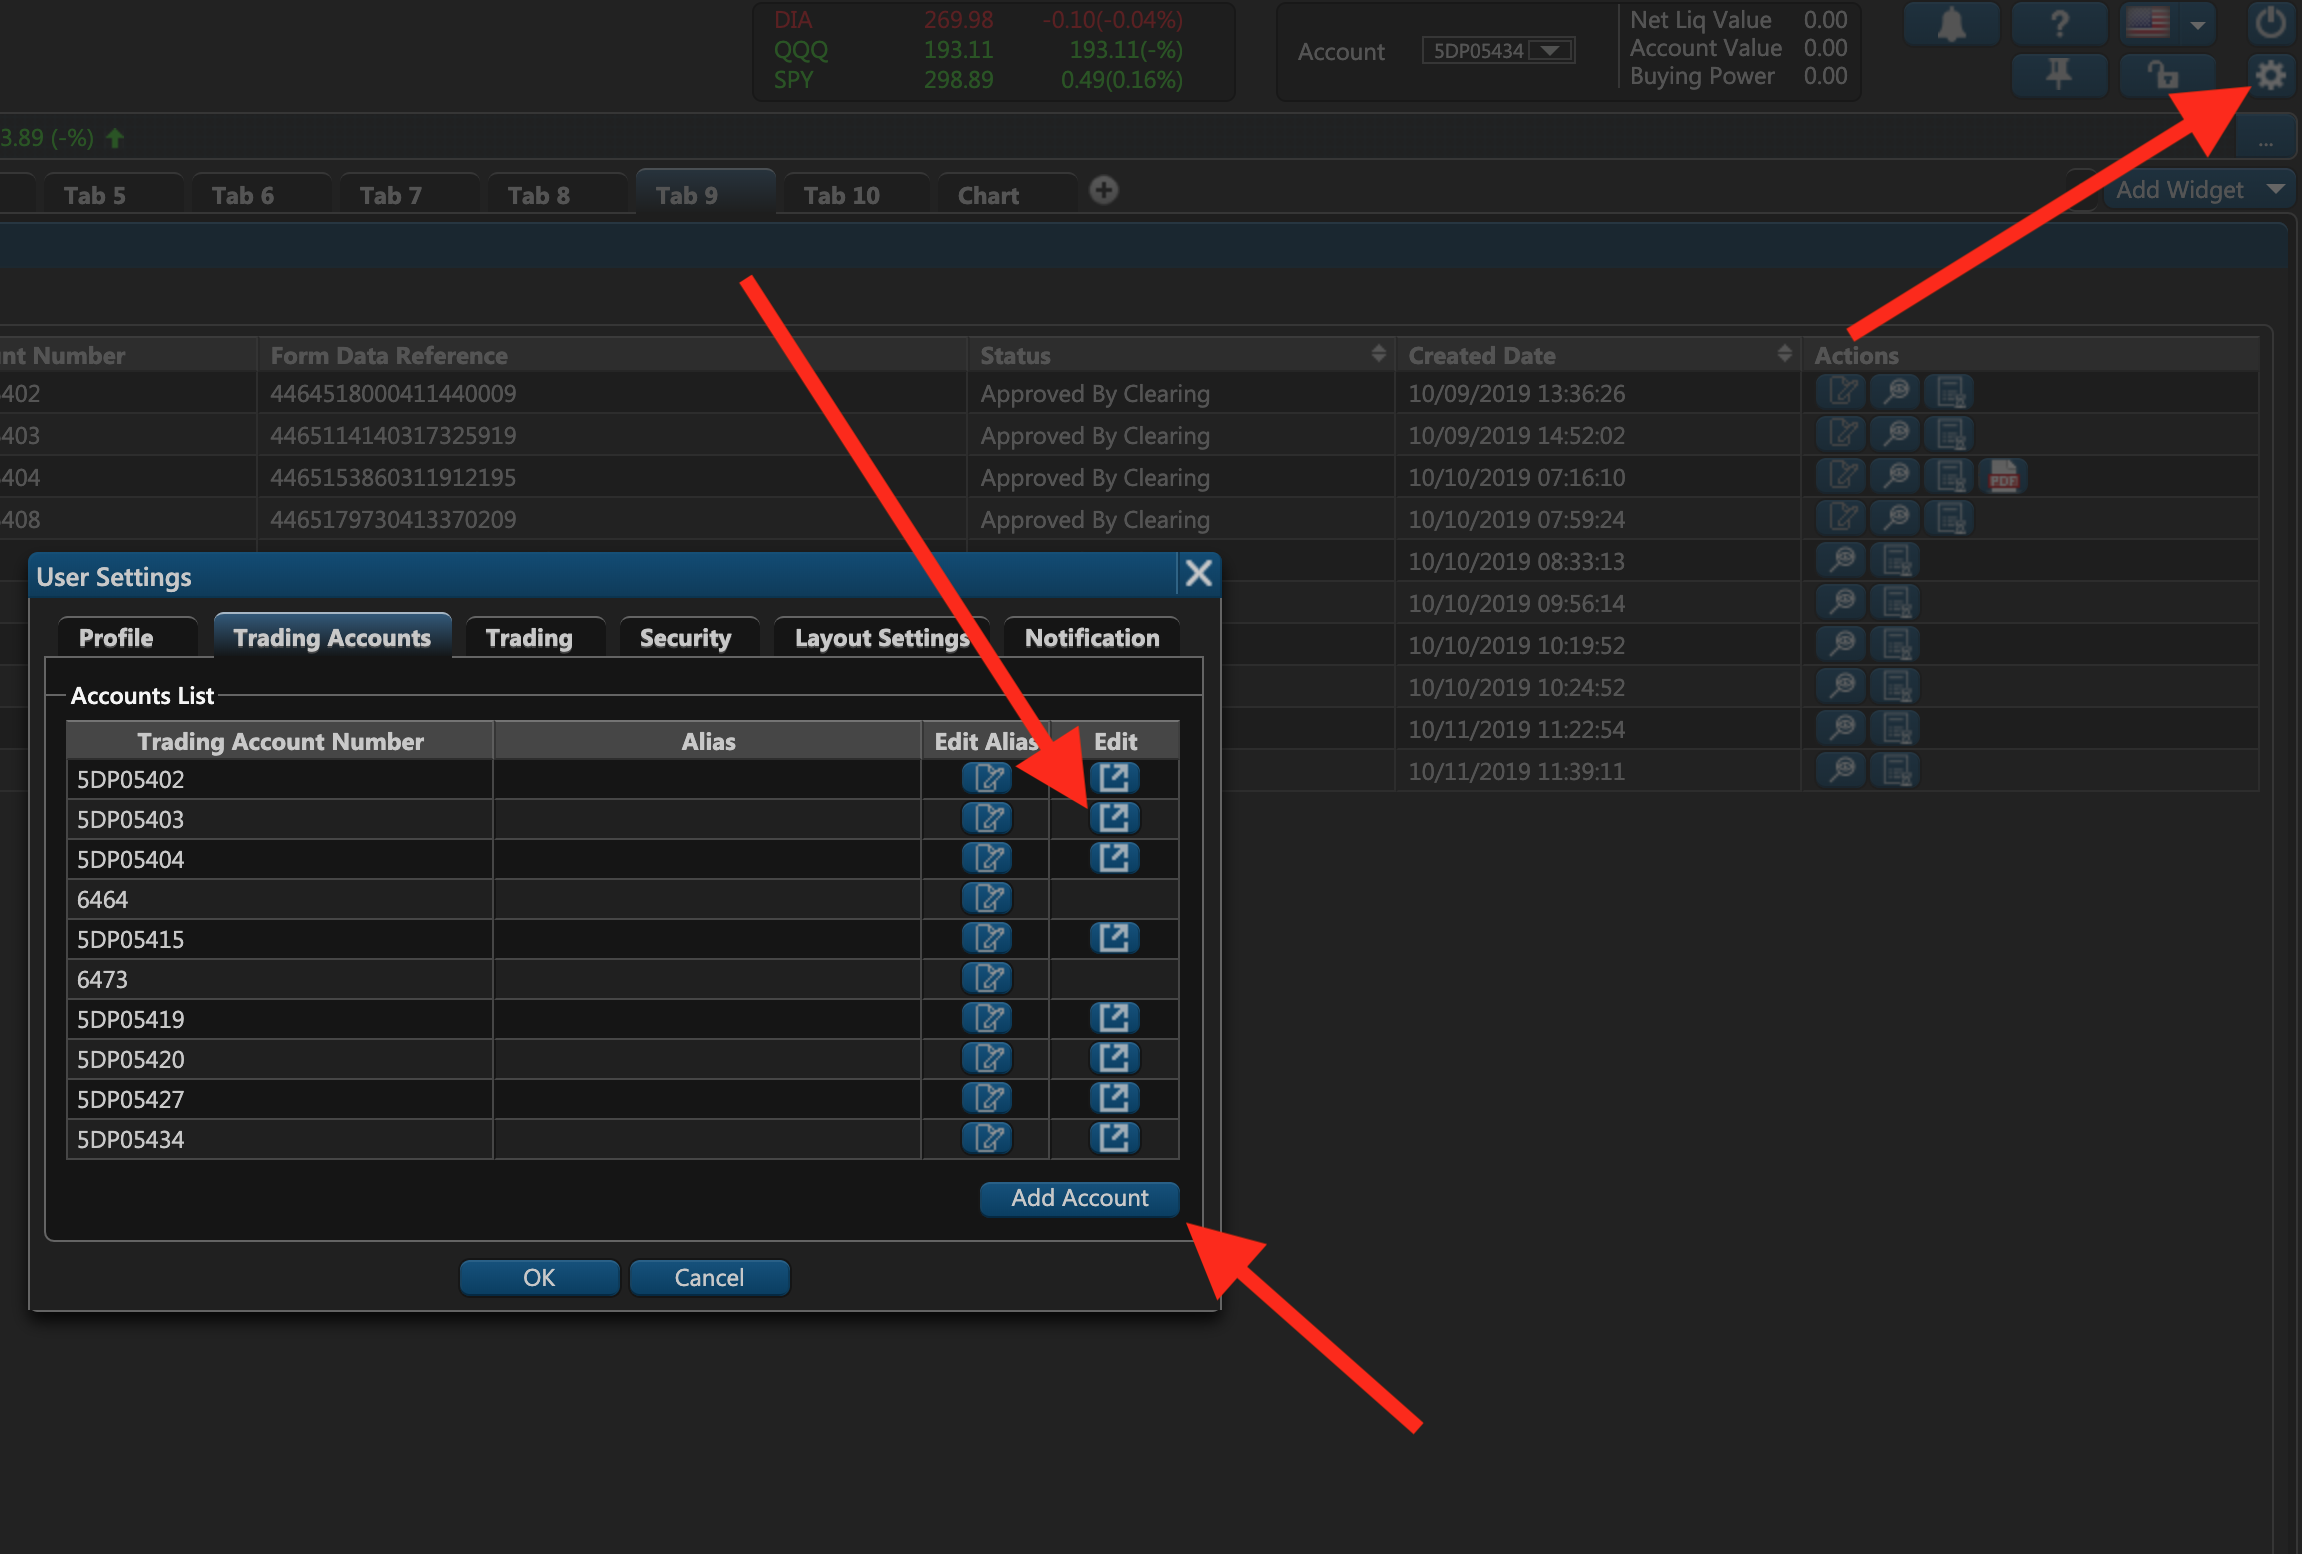 DIA 269.98 -0.10(-0.04%)
QQQ 193.11 193.11(-%)
SPY 298.89 0.49(0.16%)
Account 5DP05434
Net Liq Value 0.00
Account Value 0.00
Buying Power 0.00
?
3.89 (-%)
...
Tab 5 Tab 6 Tab 7 Tab 8 Tab 9 Tab 10 Chart
Add Widget
nt Number Form Data Reference Status Created Date Actions
402 4464518000411440009 Approved By Clearing 10/09/2019 13:36:26
403 4465114140317325919 Approved By Clearing 10/09/2019 14:52:02
404 4465153860311912195 Approved By Clearing 10/10/2019 07:16:10 PDF
408 4465179730413370209 Approved By Clearing 10/10/2019 07:59:24
10/10/2019 08:33:13
10/10/2019 09:56:14
10/10/2019 10:19:52
10/10/2019 10:24:52
10/11/2019 11:22:54
10/11/2019 11:39:11
User Settings
Profile Trading Accounts Trading Security Layout Settings Notification
Accounts List
Trading Account Number Alias Edit Alias Edit
5DP05402
5DP05403
5DP05404
6464
5DP05415
6473
5DP05419
5DP05420
5DP05427
5DP05434
Add Account
OK Cancel